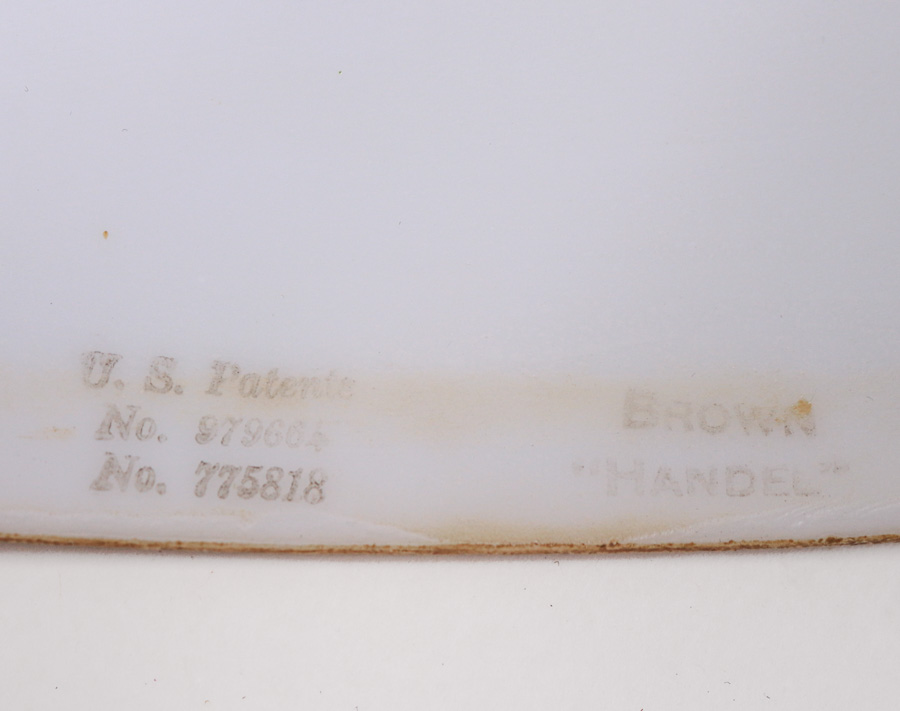 U. S. Patents
No. 979664
No. 775818
BROWN
"HANDEL"